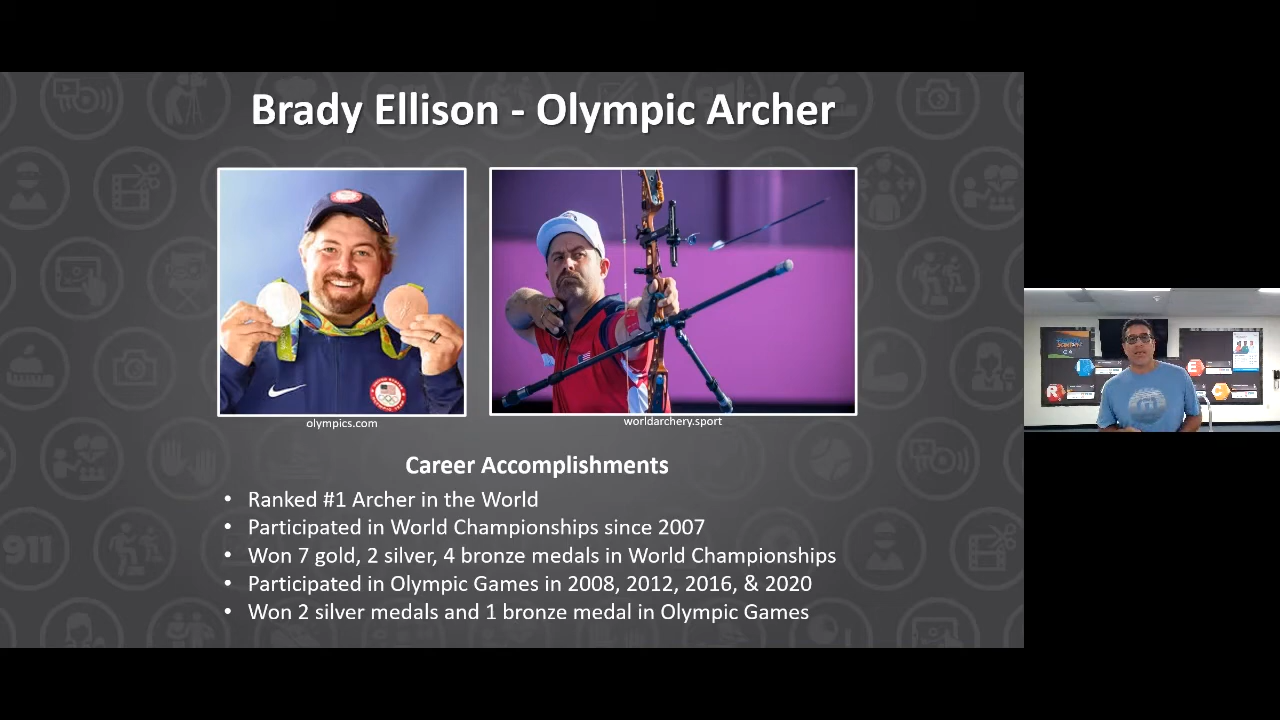 Brady Ellison - Olympic Archer
olympics.com
worldarchery.sport
Career Accomplishments
• Ranked #1 Archer in the World
• Participated in World Championships since 2007
• Won 7 gold, 2 silver, 4 bronze medals in World Championships
• Participated in Olympic Games in 2008, 2012, 2016, & 2020
• Won 2 silver medals and 1 bronze medal in Olympic Games
911
R
E
C